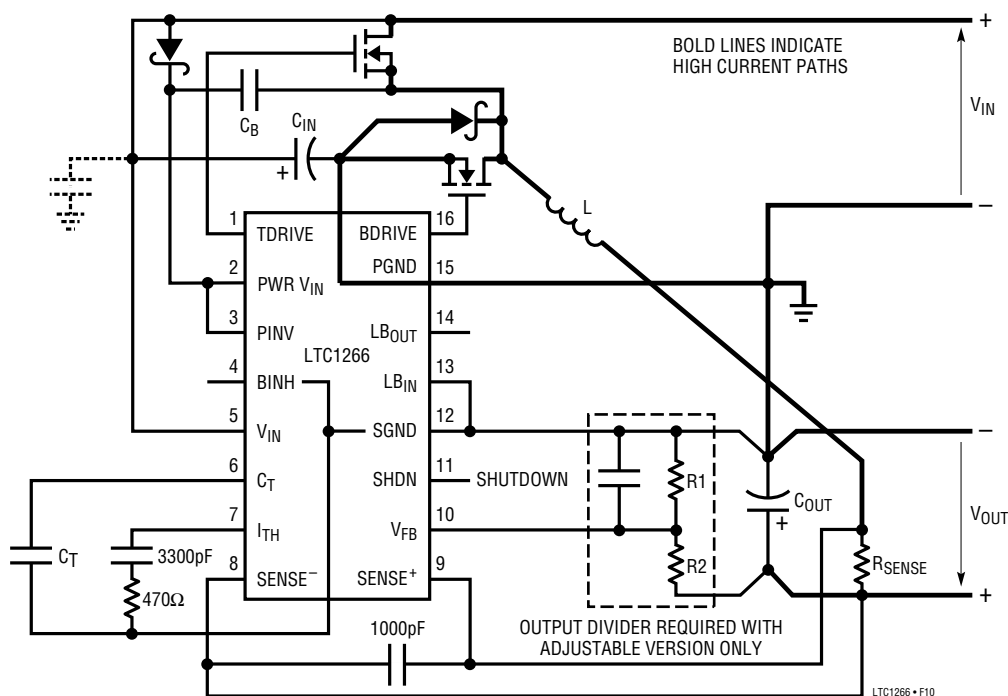 +
BOLD LINES INDICATE
HIGH CURRENT PATHS
V_IN
C_B
C_IN
+
−
L
1
TDRIVE
BDRIVE
16
2
PWR V_IN
PGND
15
3
PINV
LB_OUT
14
LTC1266
4
BINH
LB_IN
13
5
V_IN
SGND
12
−
6
C_T
SHDN
11
SHUTDOWN
R1
C_OUT
+
V_OUT
7
I_TH
V_FB
10
C_T
3300pF
8
SENSE−
SENSE+
9
R2
R_SENSE
470Ω
+
1000pF
OUTPUT DIVIDER REQUIRED WITH
ADJUSTABLE VERSION ONLY
LTC1266 • F10